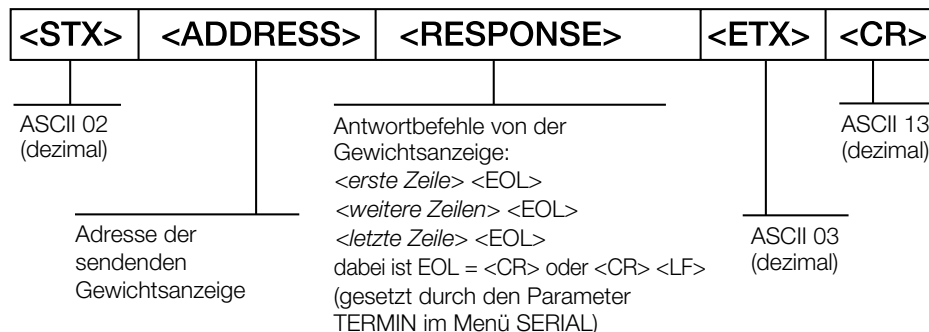 <STX> <ADDRESS> <RESPONSE> <ETX> <CR>
ASCII 02
(dezimal)
Adresse der
sendenden
Gewichtsanzeige
Antwortbefehle von der
Gewichtsanzeige:
<erste Zeile> <EOL>
<weitere Zeilen> <EOL>
<letzte Zeile> <EOL>
dabei ist EOL = <CR> oder <CR> <LF>
(gesetzt durch den Parameter
TERMIN im Menü SERIAL)
ASCII 03
(dezimal)
ASCII 13
(dezimal)